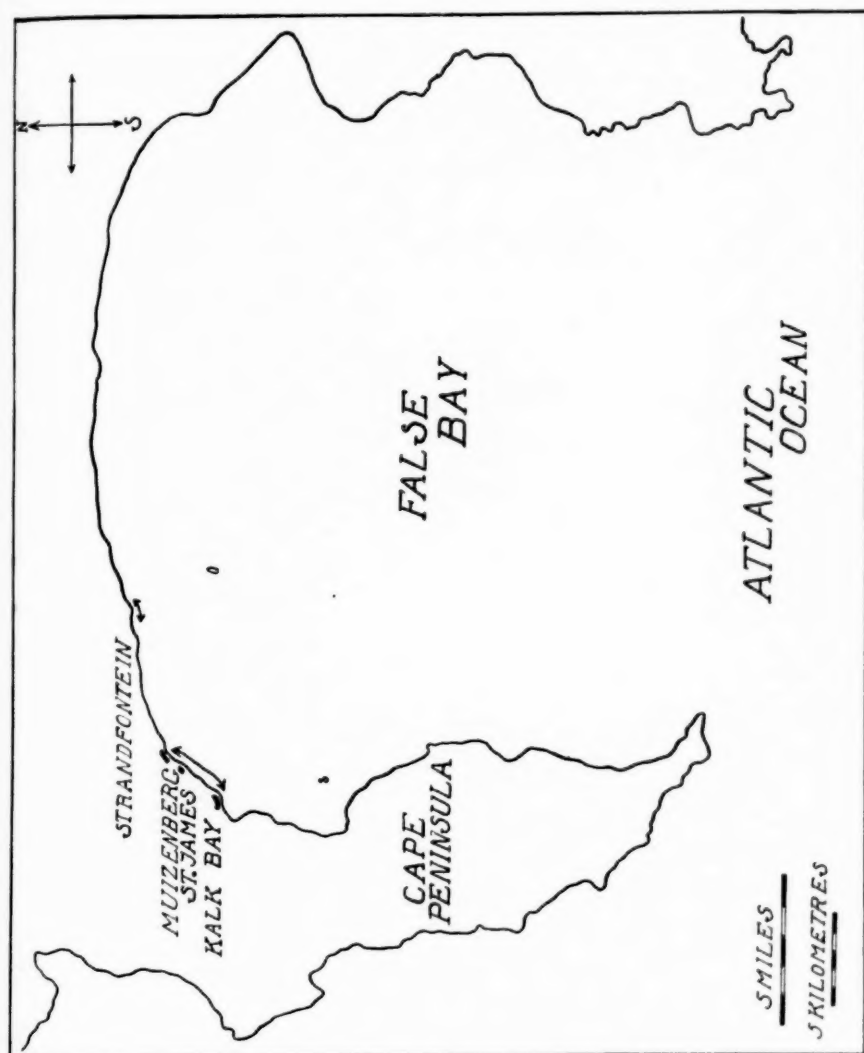 N
S
STRANDFONTEIN
MUIZENBERG
ST. JAMES
KALK BAY
FALSE
BAY
CAPE
PENINSULA
ATLANTIC
OCEAN
5 MILES
5 KILOMETRES